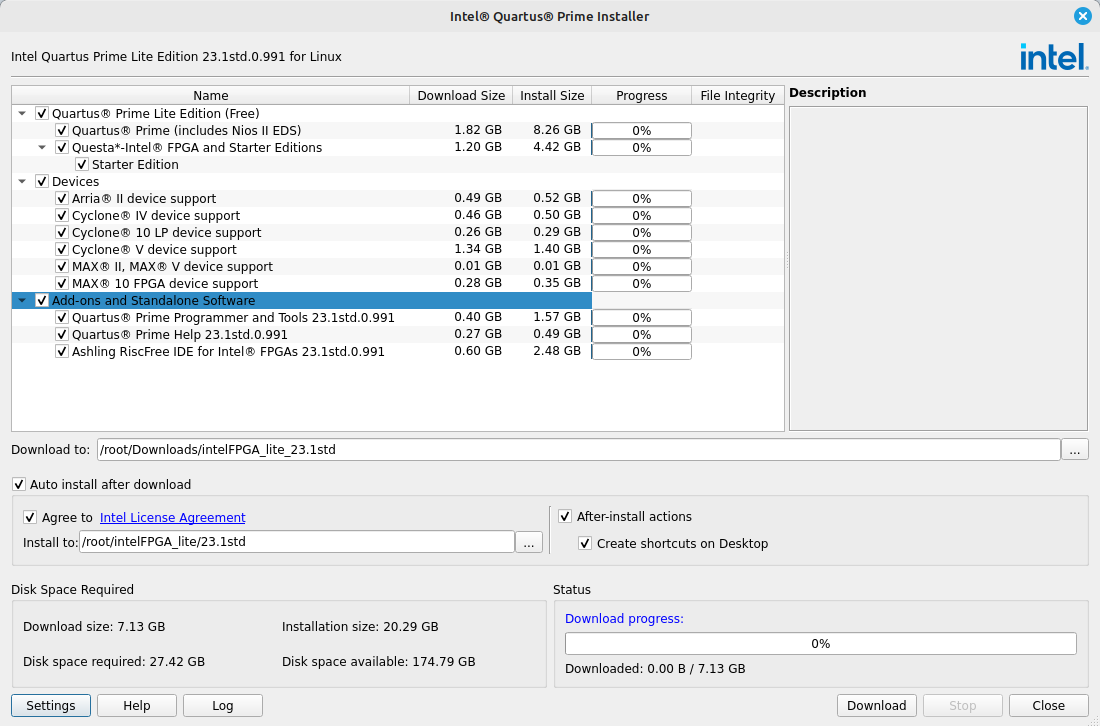 Intel® Quartus® Prime Installer
Intel Quartus Prime Lite Edition 23.1std.0.991 for Linux
intel.
Name Download Size Install Size Progress File Integrity
Description
Quartus® Prime Lite Edition (Free)
Quartus® Prime (includes Nios II EDS) 1.82 GB 8.26 GB 0%
Questa*-Intel® FPGA and Starter Editions 1.20 GB 4.42 GB 0%
Starter Edition
Devices
Arria® II device support 0.49 GB 0.52 GB 0%
Cyclone® IV device support 0.46 GB 0.50 GB 0%
Cyclone® 10 LP device support 0.26 GB 0.29 GB 0%
Cyclone® V device support 1.34 GB 1.40 GB 0%
MAX® II, MAX® V device support 0.01 GB 0.01 GB 0%
MAX® 10 FPGA device support 0.28 GB 0.35 GB 0%
Add-ons and Standalone Software
Quartus® Prime Programmer and Tools 23.1std.0.991 0.40 GB 1.57 GB 0%
Quartus® Prime Help 23.1std.0.991 0.27 GB 0.49 GB 0%
Ashling RiscFree IDE for Intel® FPGAs 23.1std.0.991 0.60 GB 2.48 GB 0%
Download to: /root/Downloads/intelFPGA_lite_23.1std ...
Auto install after download
Agree to Intel License Agreement
Install to: /root/intelFPGA_lite/23.1std ...
After-install actions
Create shortcuts on Desktop
Disk Space Required
Download size: 7.13 GB Installation size: 20.29 GB
Disk space required: 27.42 GB Disk space available: 174.79 GB
Status
Download progress:
0%
Downloaded: 0.00 B / 7.13 GB
Settings Help Log Download Stop Close